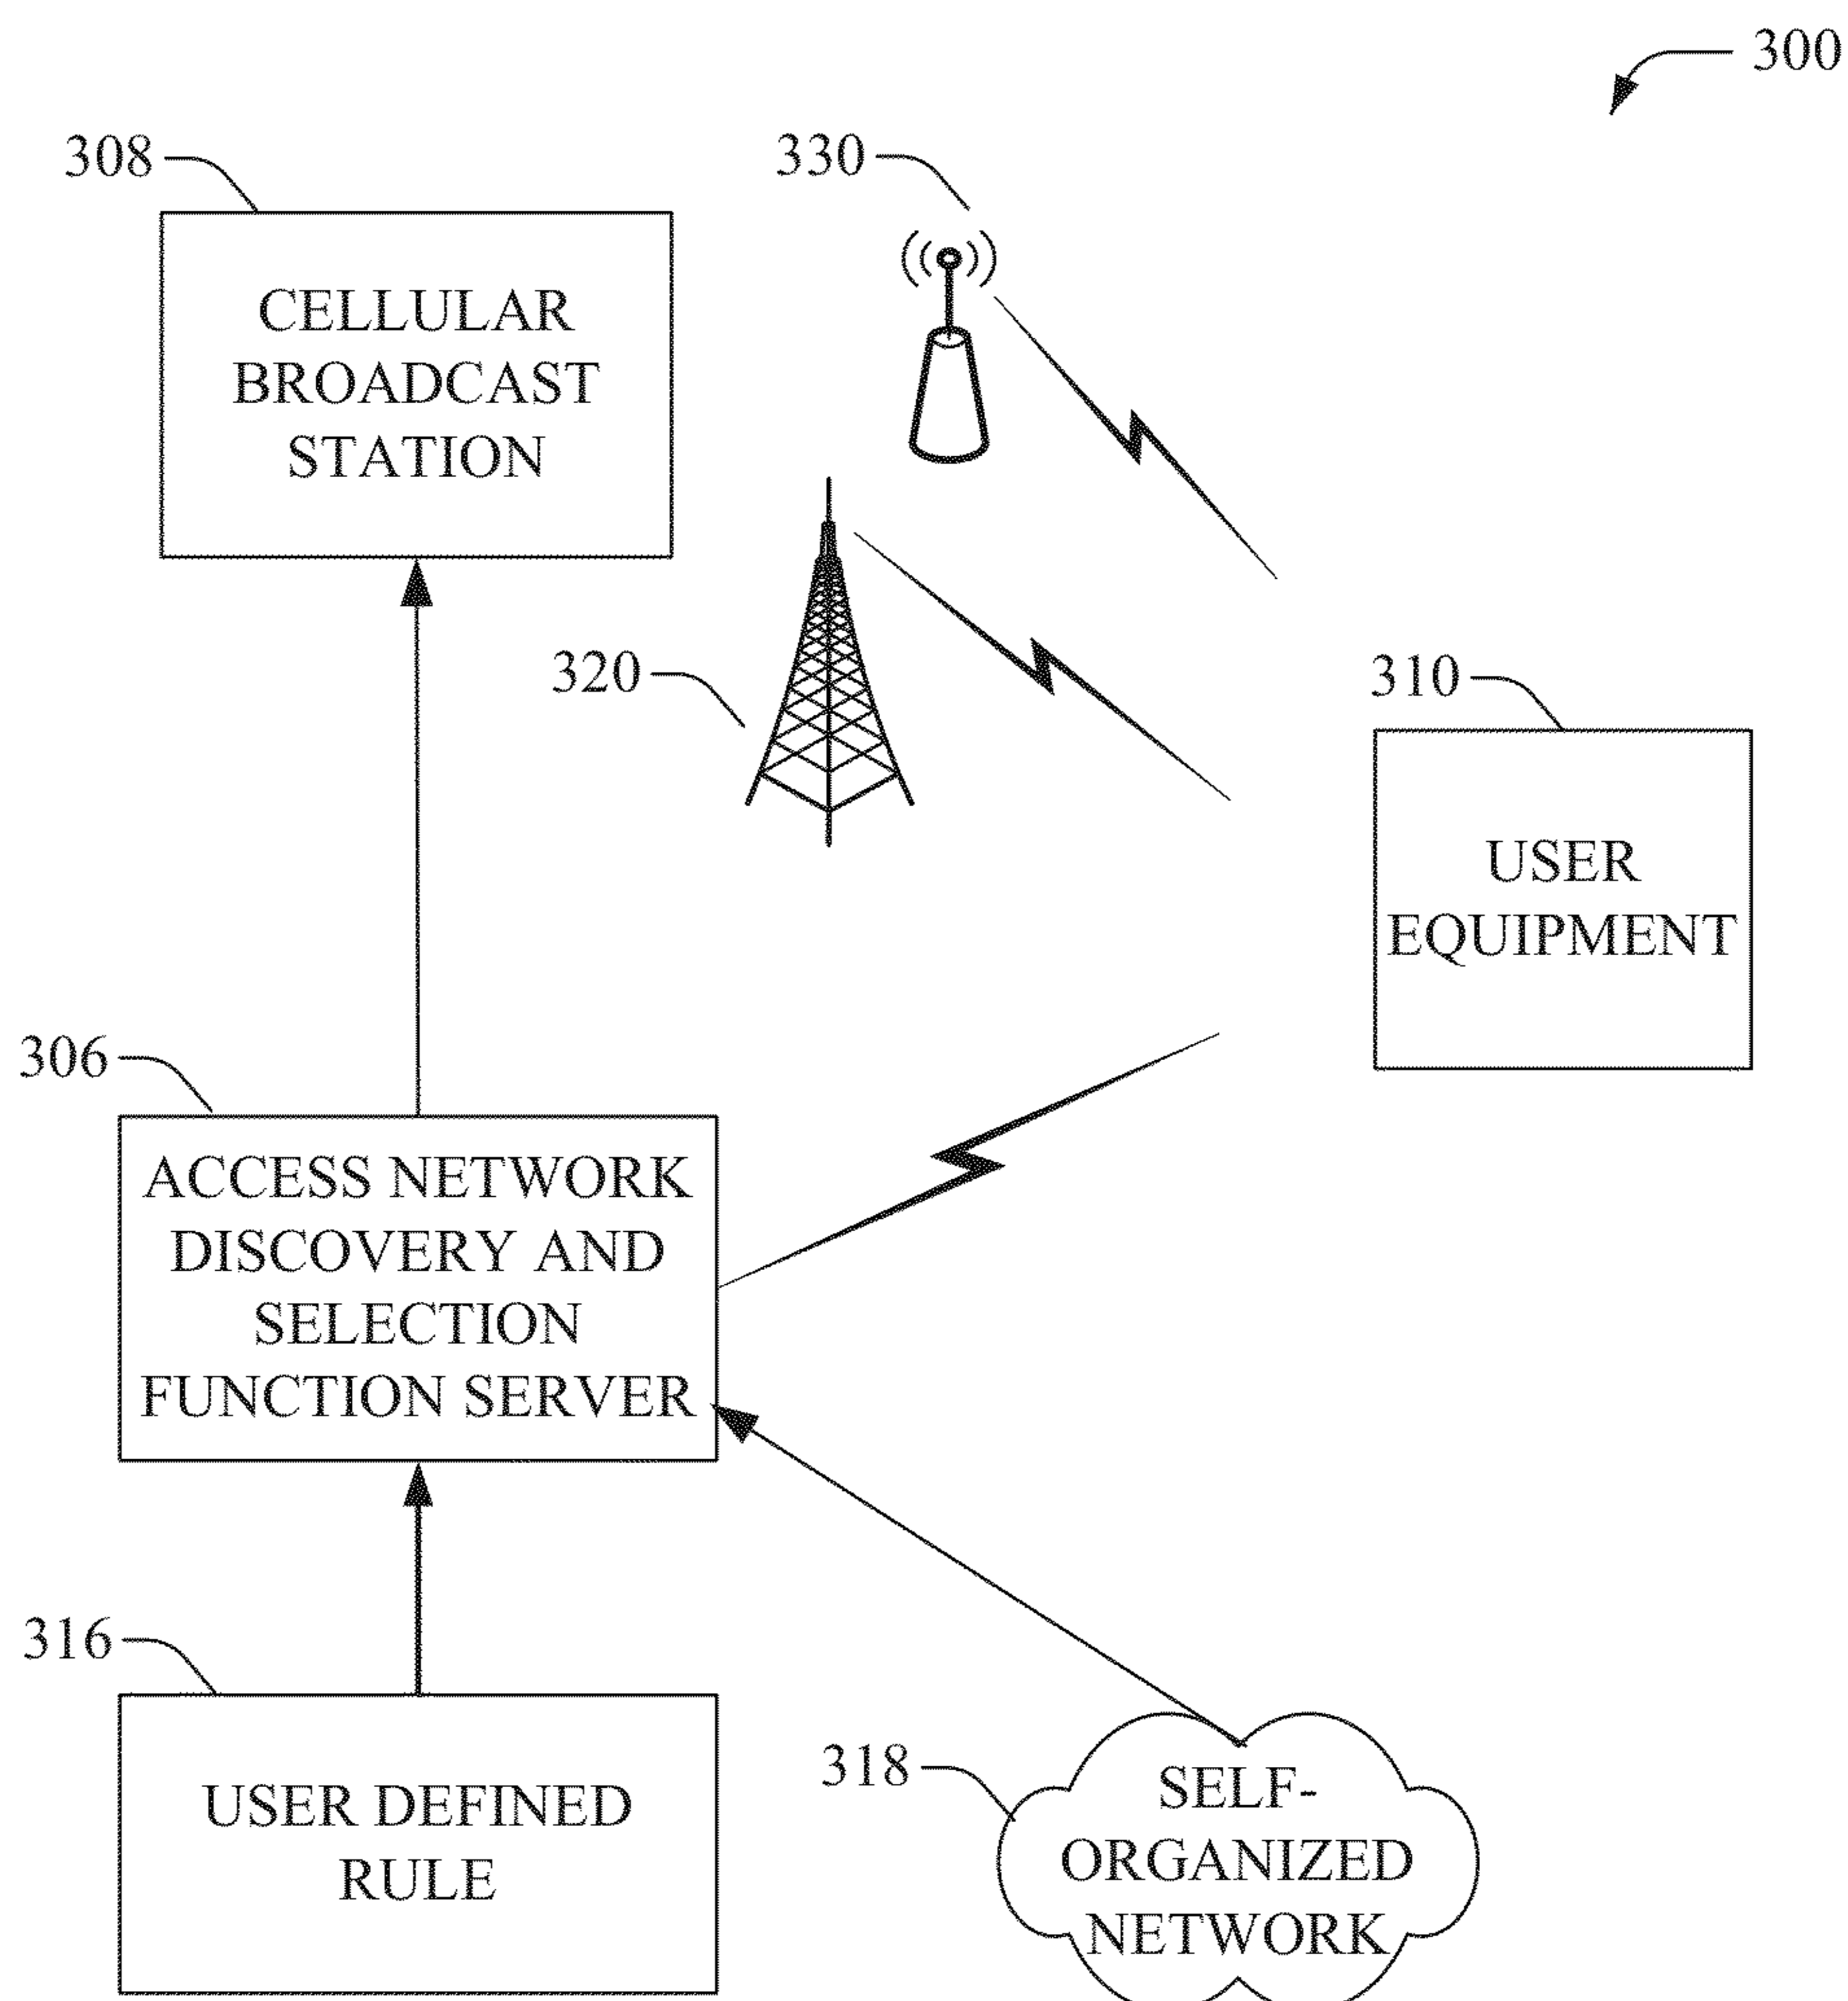 300
308
330
CELLULAR
BROADCAST
STATION
320
310
USER
EQUIPMENT
306
ACCESS NETWORK
DISCOVERY AND
SELECTION
FUNCTION SERVER
316
USER DEFINED
RULE
318
SELF-
ORGANIZED
NETWORK